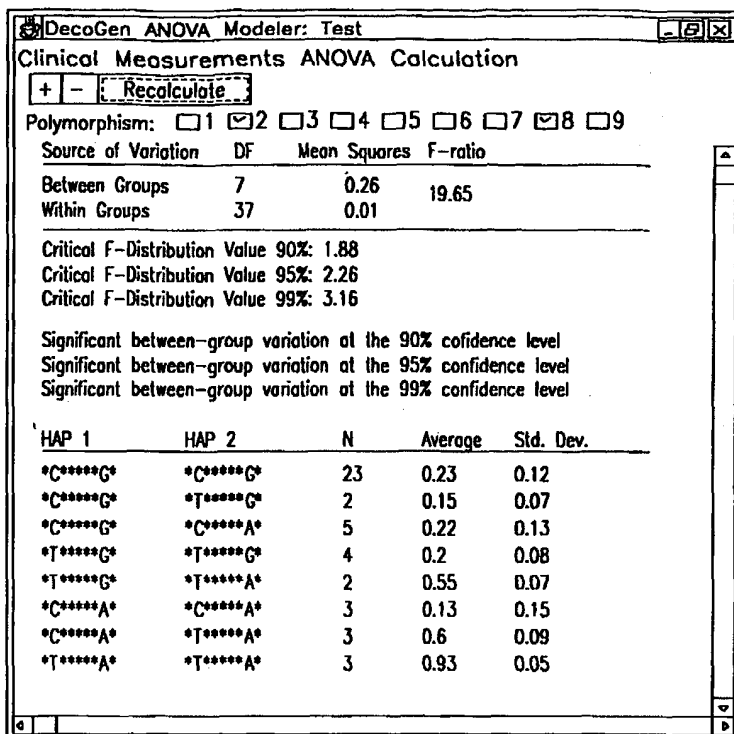 DecoGen ANOVA Modeler: Test
Clinical Measurements ANOVA Calculation
+ - Recalculate
Polymorphism: 1 2 3 4 5 6 7 8 9
Source of Variation DF Mean Squares F-ratio
Between Groups 7 0.26 19.65
Within Groups 37 0.01
Critical F-Distribution Value 90%: 1.88
Critical F-Distribution Value 95%: 2.26
Critical F-Distribution Value 99%: 3.16
Significant between-group variation at the 90% cofidence level
Significant between-group variation at the 95% confidence level
Significant between-group variation at the 99% confidence level
HAP 1 HAP 2 N Average Std. Dev.
*C*****G* *C*****G* 23 0.23 0.12
*C*****G* *T*****G* 2 0.15 0.07
*C*****G* *C*****A* 5 0.22 0.13
*T*****G* *T*****G* 4 0.2 0.08
*T*****G* *T*****A* 2 0.55 0.07
*C*****A* *C*****A* 3 0.13 0.15
*C*****A* *T*****A* 3 0.6 0.09
*T*****A* *T*****A* 3 0.93 0.05